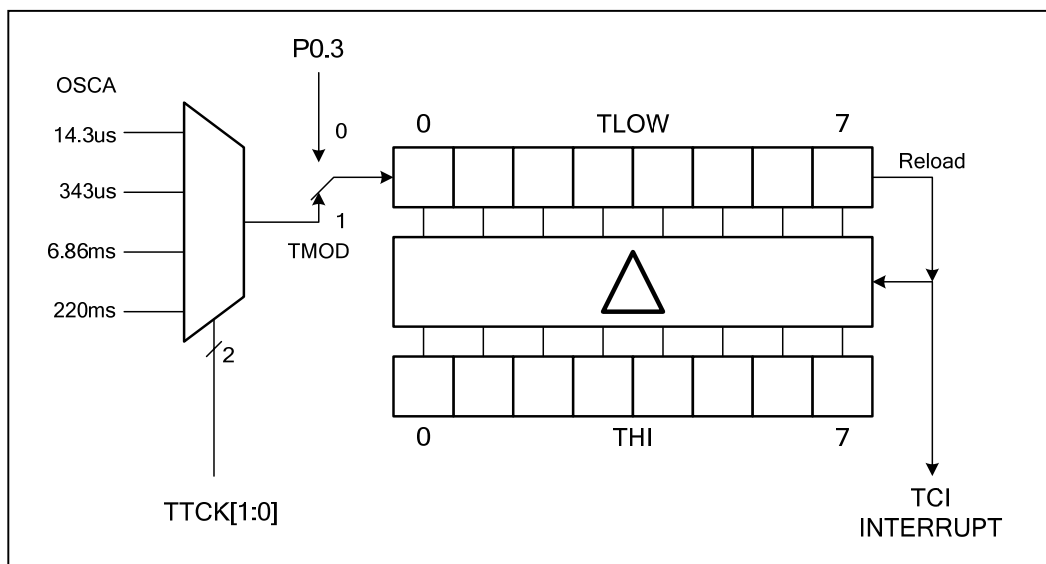 P0.3
OSCA
14.3us
343us
6.86ms
220ms
2
TTCK[1:0]
0
1
TMOD
0 TLOW 7
Reload
0 THI 7
TCI
INTERRUPT